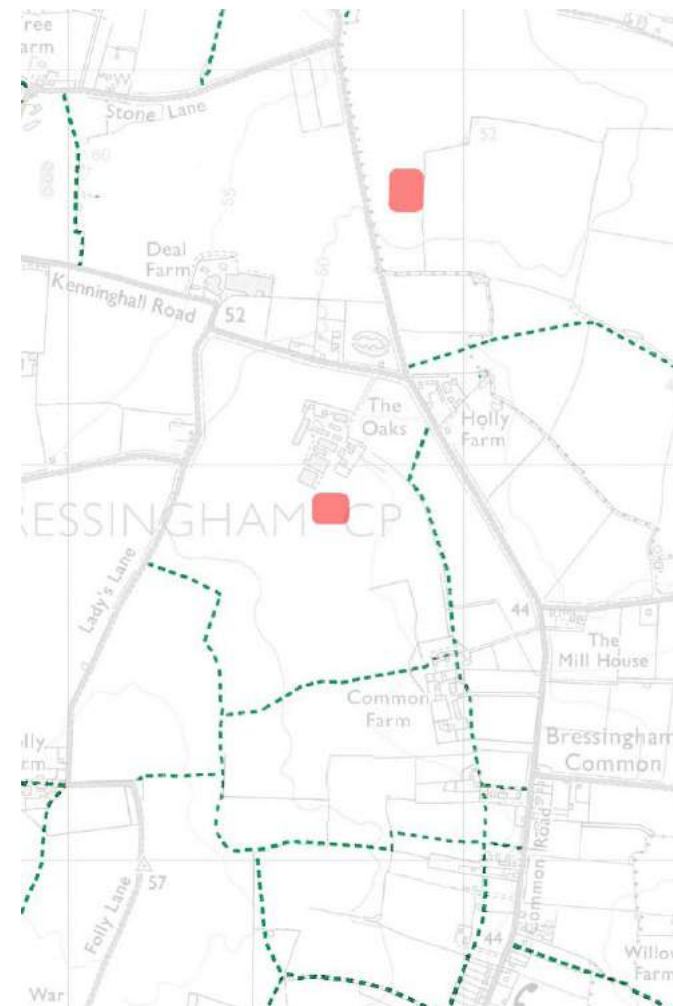 ree
arm
PW
Stone Lane
52
60
55
Deal
Farm
50
Kenninghall Road
52
The
Oaks
Holly
Farm
RESSINGHAM CP
Lady's Lane
44
The
Mill House
Common
Farm
lly
rm
Bressingham
Common
57
Folly Lane
Common Road
44
Willow
Farm
War